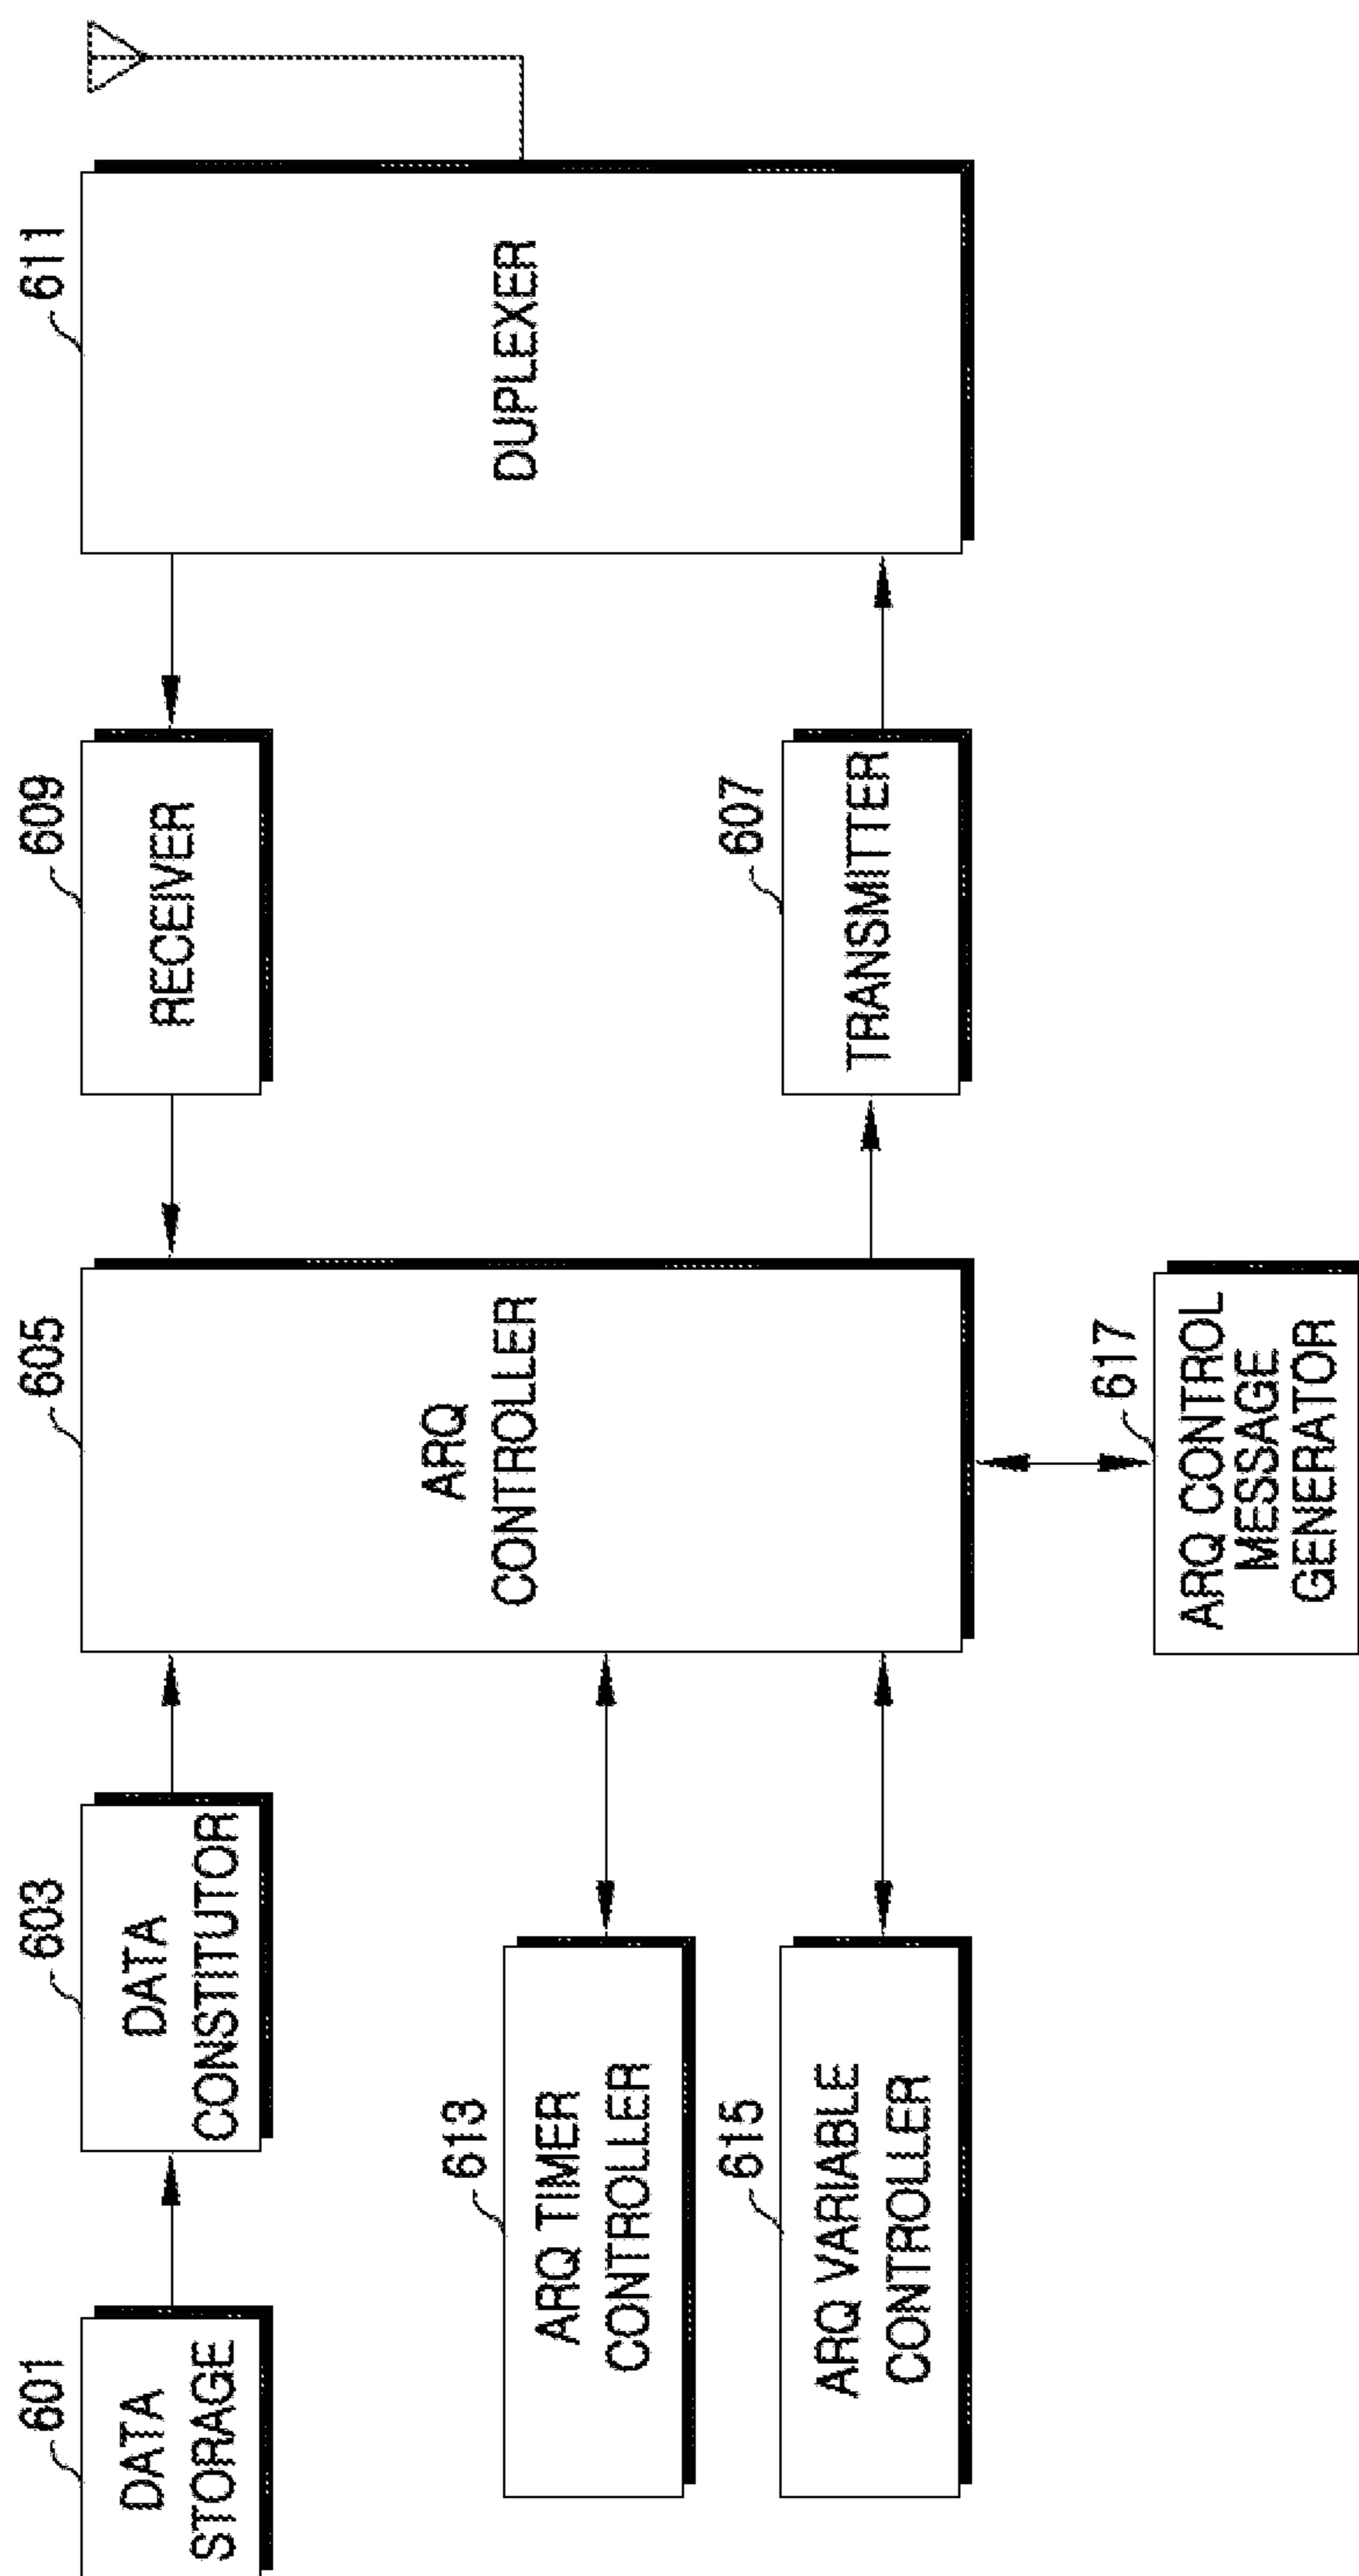 601
DATA
STORAGE
603
DATA
CONSTITUTOR
605
ARQ
CONTROLLER
609
RECEIVER
611
DUPLEXER
613
ARQ TIMER
CONTROLLER
615
ARQ VARIABLE
CONTROLLER
607
TRANSMITTER
617
ARQ CONTROL
MESSAGE
GENERATOR